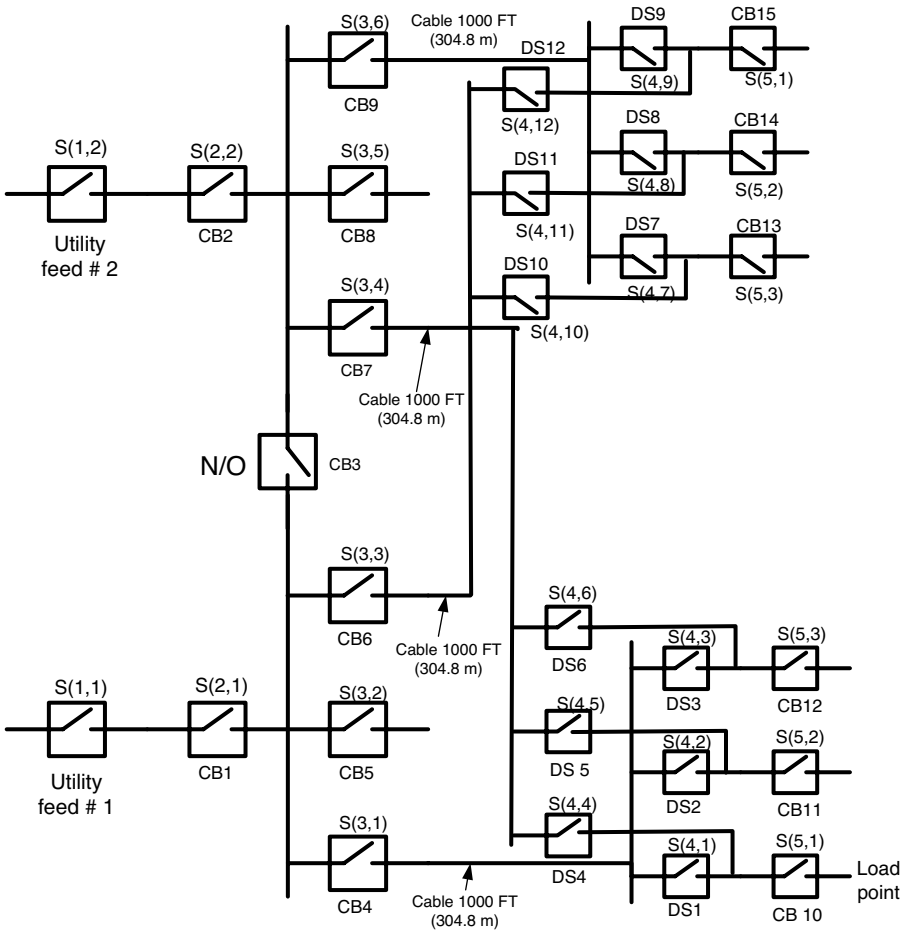 S(3,6)
Cable 1000 FT
(304.8 m)
DS9
CB15
DS12
S(4,9)
S(5,1)
CB9
S(4,12)
DS8
CB14
S(1,2)
S(2,2)
S(3,5)
DS11
S(4,8)
S(5,2)
Utility
feed # 2
CB2
CB8
S(4,11)
DS7
CB13
S(3,4)
DS10
S(4,7)
S(5,3)
S(4,10)
CB7
Cable 1000 FT
(304.8 m)
N/O
CB3
S(3,3)
S(4,6)
CB6
Cable 1000 FT
(304.8 m)
S(4,3)
S(5,3)
DS6
S(1,1)
S(2,1)
S(3,2)
S(4,5)
DS3
CB12
S(4,2)
S(5,2)
Utility
feed # 1
CB1
CB5
DS 5
DS2
CB11
S(4,4)
S(3,1)
S(4,1)
S(5,1)
DS4
Load
point
CB4
Cable 1000 FT
(304.8 m)
DS1
CB 10